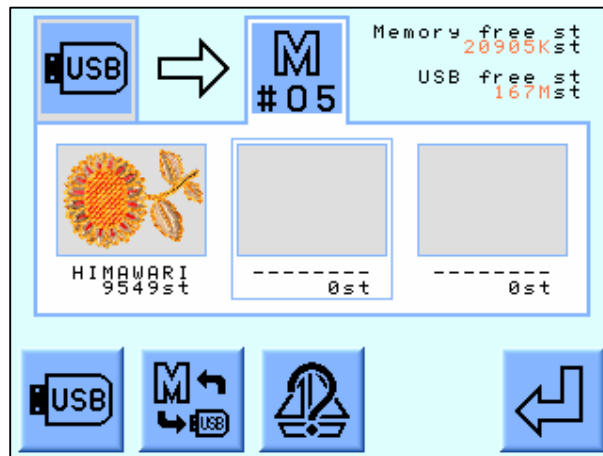 USB
M
#05
Memory free st
20905Kst
USB free st
167Mst
HIMAWARI
9549st
--------
0st
--------
0st
USB
M
USB
?